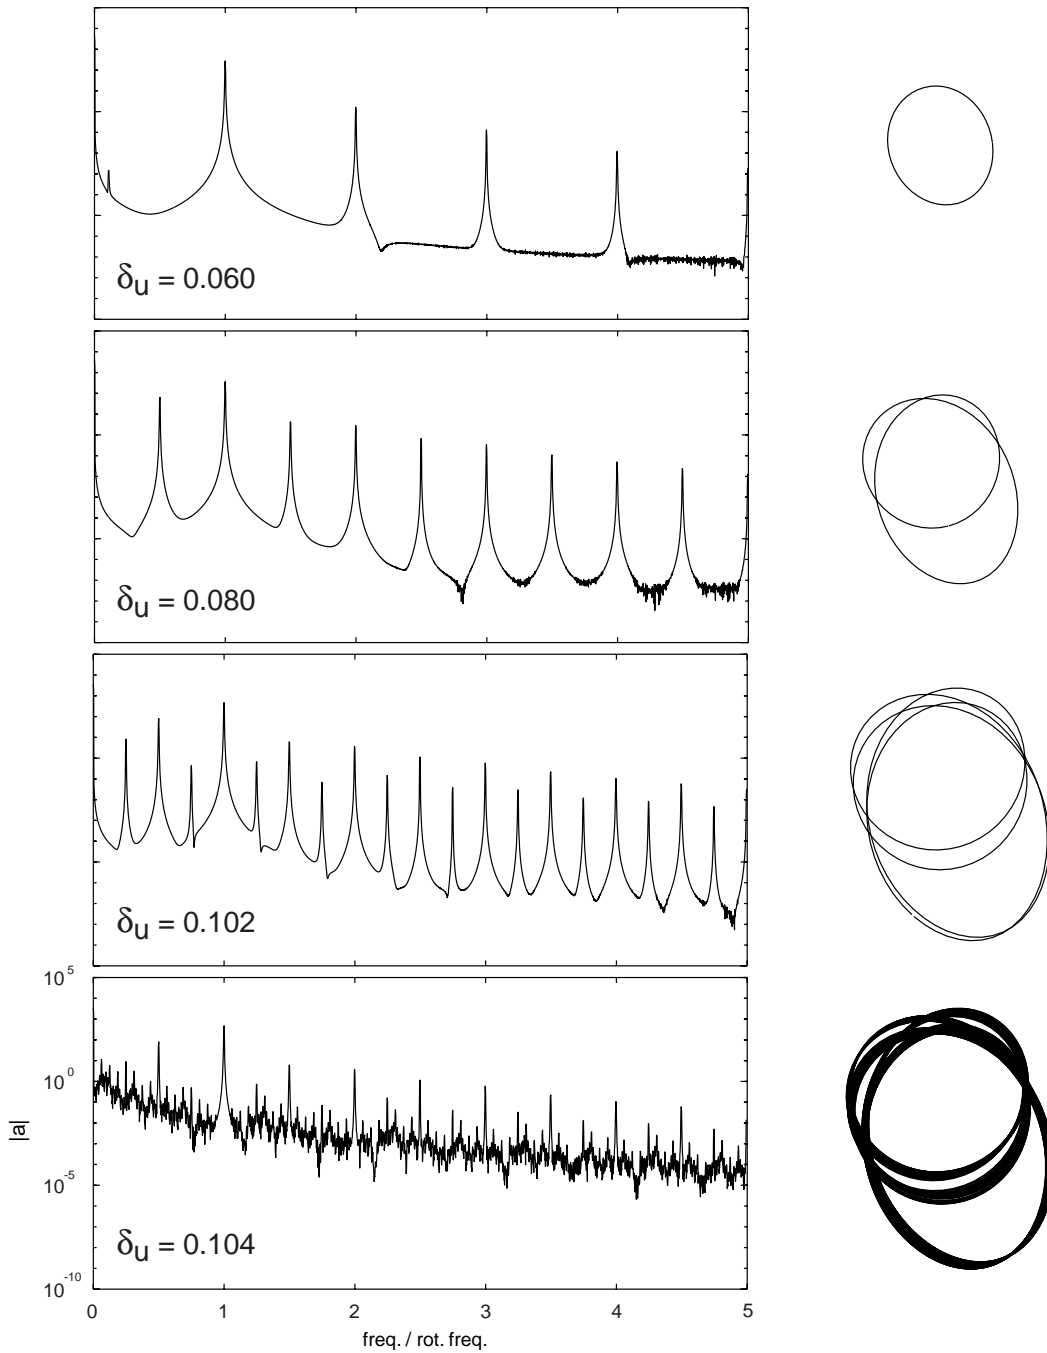 δu = 0.060
δu = 0.080
δu = 0.102
10 5
10 0
|a|
10 -5
δu = 0.104
10 -10
0 1 2 3 4 5
freq. / rot. freq.